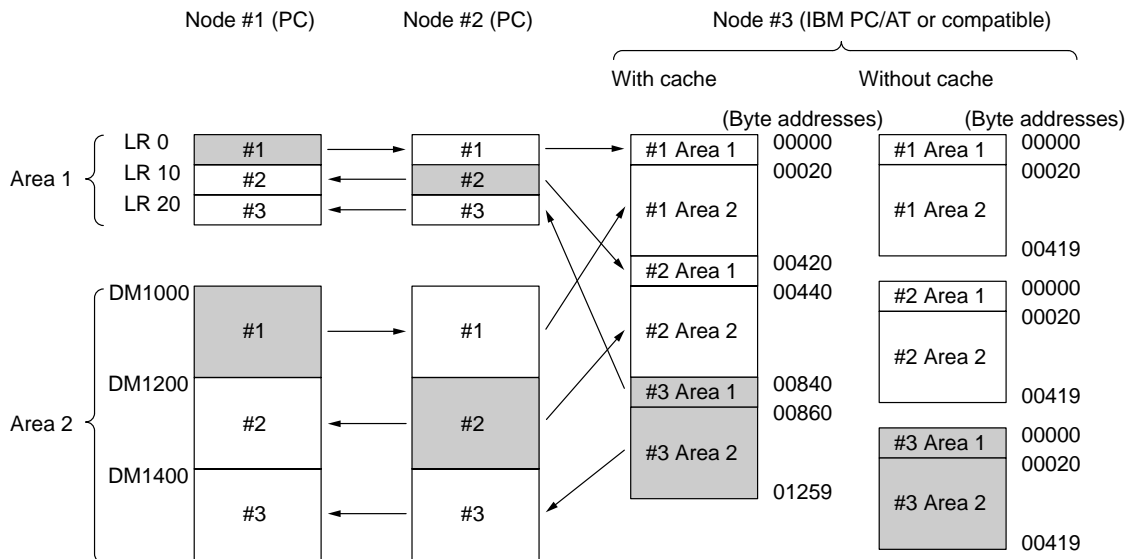 Node #1 (PC)
Node #2 (PC)
Node #3 (IBM PC/AT or compatible)
With cache
Without cache
(Byte addresses)
(Byte addresses)
Area 1
LR 0
LR 10
LR 20
#1
#2
#3
#1
#2
#3
Area 2
DM1000
DM1200
DM1400
#1
#2
#3
#1
#2
#3
#1 Area 1
#1 Area 2
#2 Area 1
#2 Area 2
#3 Area 1
#3 Area 2
00000
00020
00420
00440
00840
00860
01259
#1 Area 1
#1 Area 2
00000
00020
00419
#2 Area 1
#2 Area 2
00000
00020
00419
#3 Area 1
#3 Area 2
00000
00020
00419